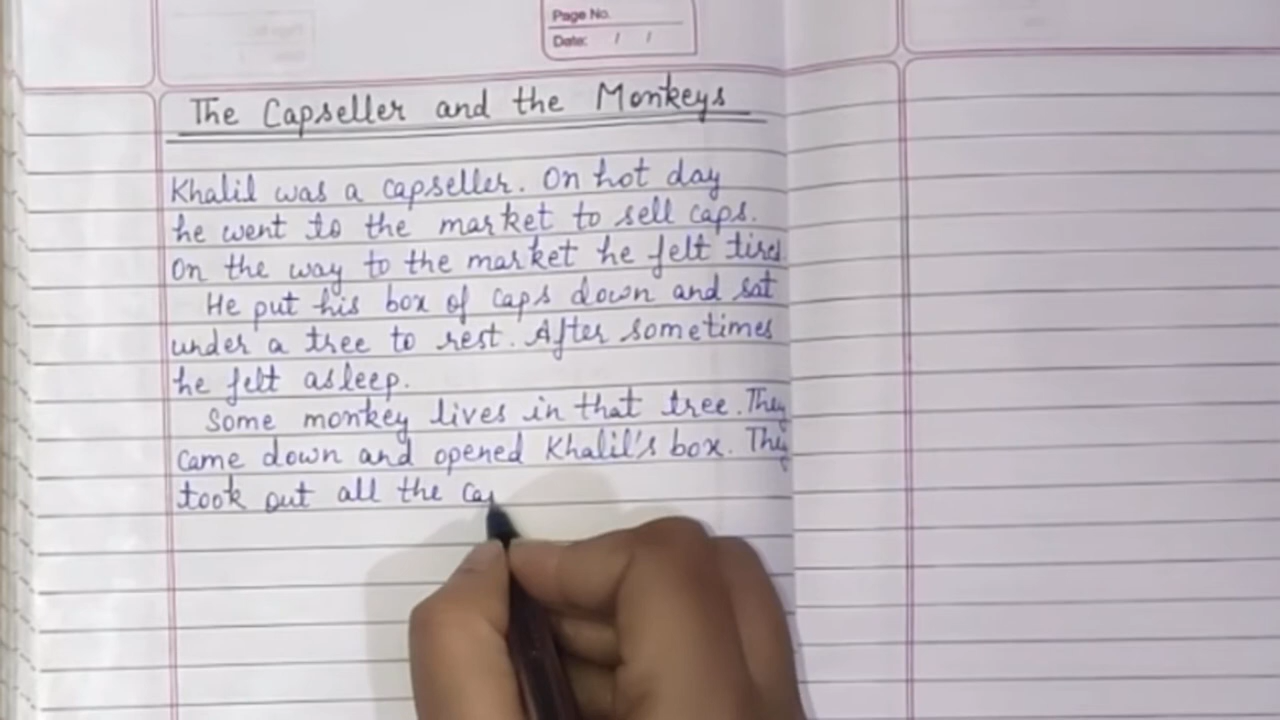 Page No.
Date: / /
The Capseller and the Monkeys
Khalil was a capseller. On hot day
he went to the market to sell caps.
On the way to the market he felt tired
He put his box of caps down and sat
under a tree to rest. After sometimes
he felt asleep.
Some monkey lives in that tree. They
came down and opened Khalil's box. They
took out all the